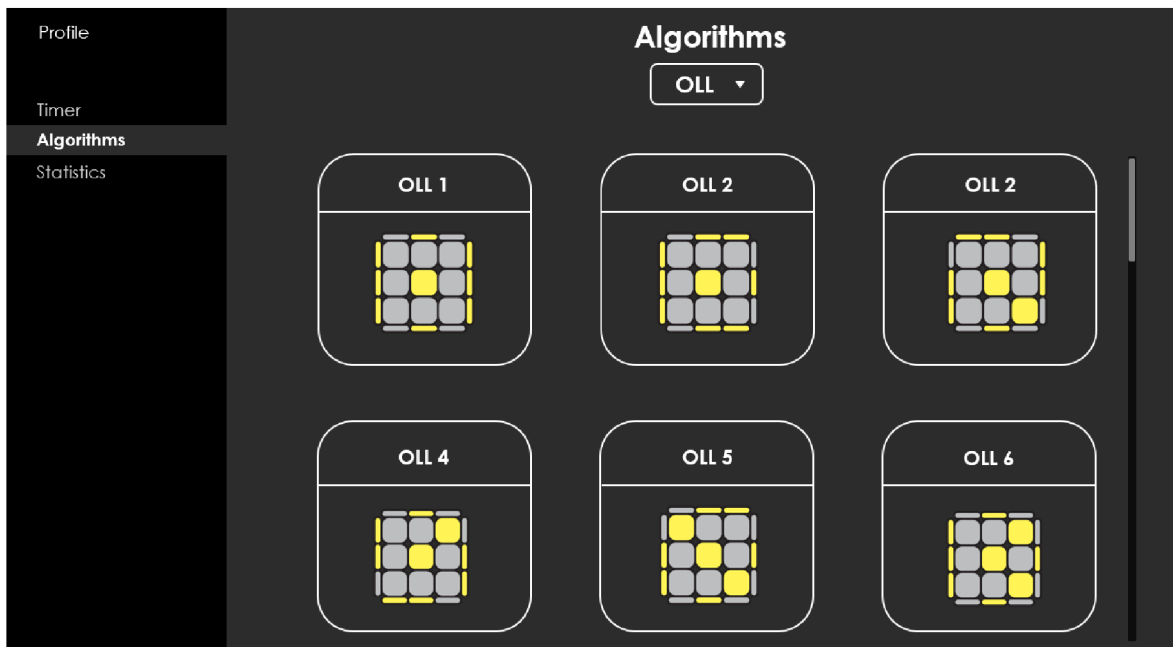 Profile
Timer
Algorithms
Statistics
Algorithms
OLL
OLL 1
OLL 2
OLL 2
OLL 4
OLL 5
OLL 6